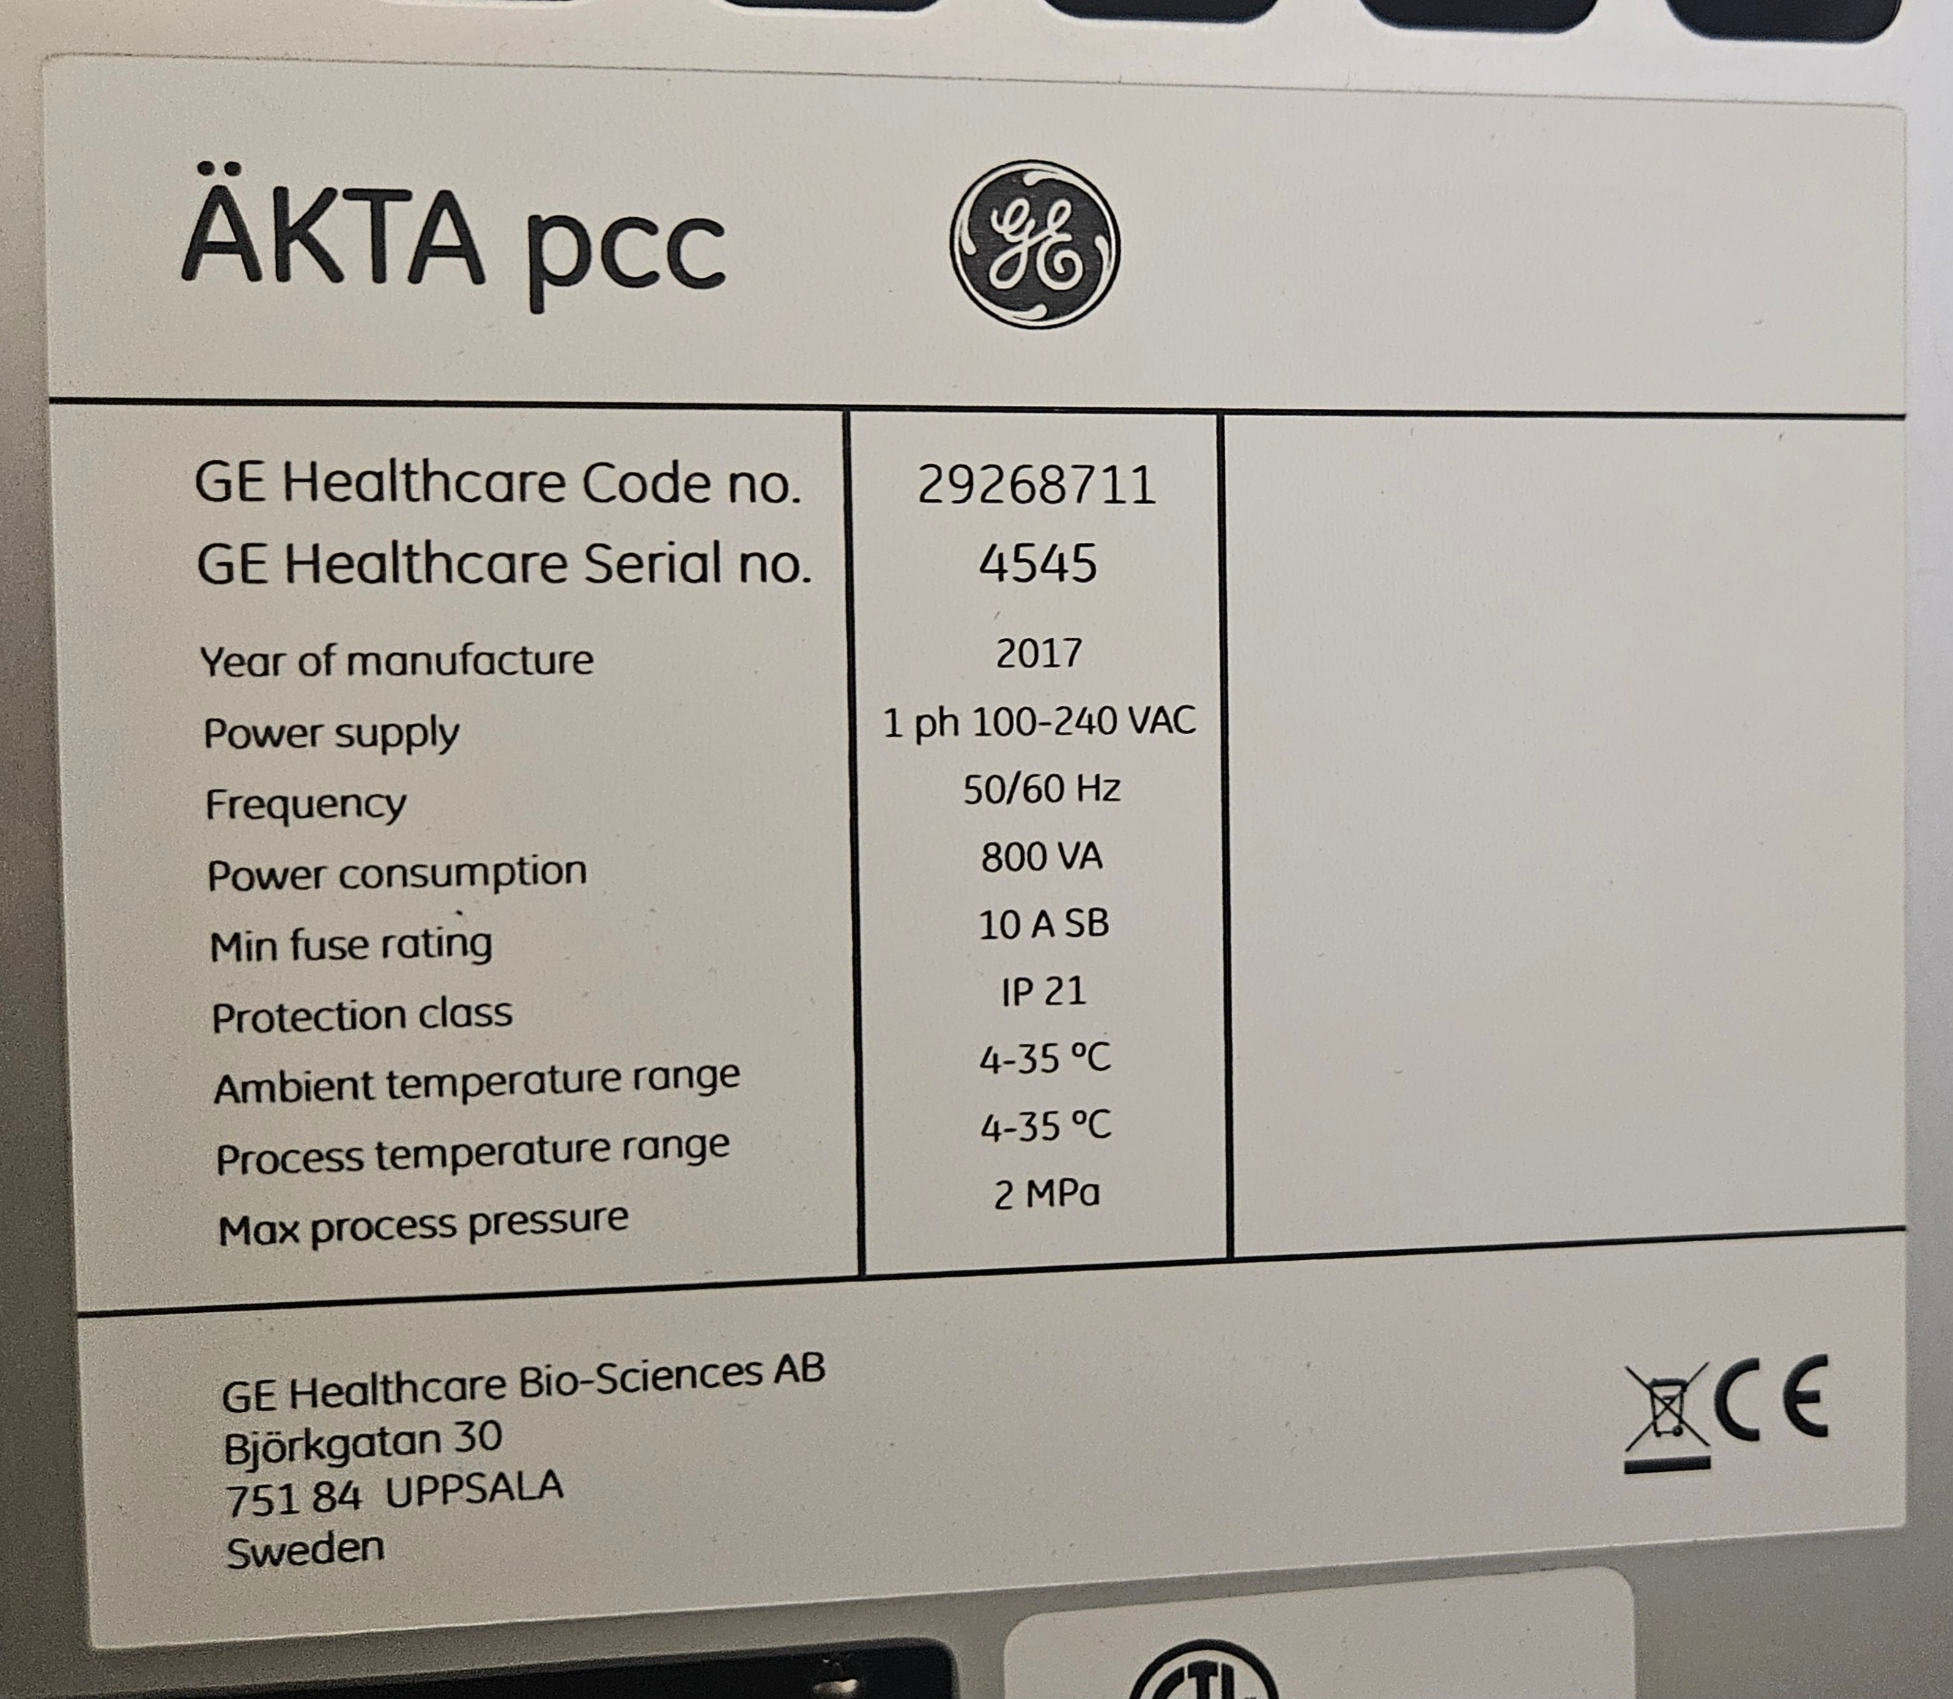 ÄKTA pcc GE
GE Healthcare Code no. 29268711
GE Healthcare Serial no. 4545
Year of manufacture 2017
Power supply 1 ph 100-240 VAC
Frequency 50/60 Hz
Power consumption 800 VA
Min fuse rating 10 A SB
Protection class IP 21
Ambient temperature range 4-35 ºC
Process temperature range 4-35 ºC
Max process pressure 2 MPa
GE Healthcare Bio-Sciences AB
Björkgatan 30
751 84 UPPSALA
Sweden
CE